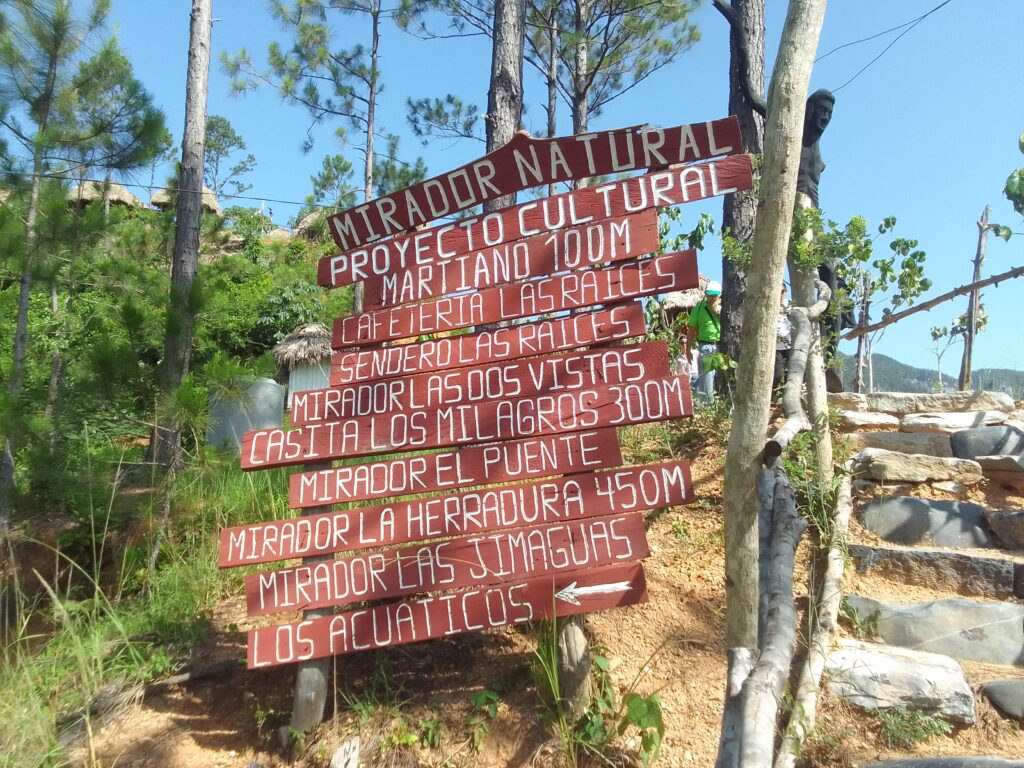 MIRADOR NATURAL
PROYECTO CULTURAL
MARTIANO 100M
CAFETERIA LAS RAICES
SENDERO LAS RAICES
MIRADOR LAS DOS VISTAS
CASITA LOS MILAGROS 300M
MIRADOR EL PUENTE
MIRADOR LA HERRADURA 450M
MIRADOR LAS JIMAGUAS
LOS ACUATICOS